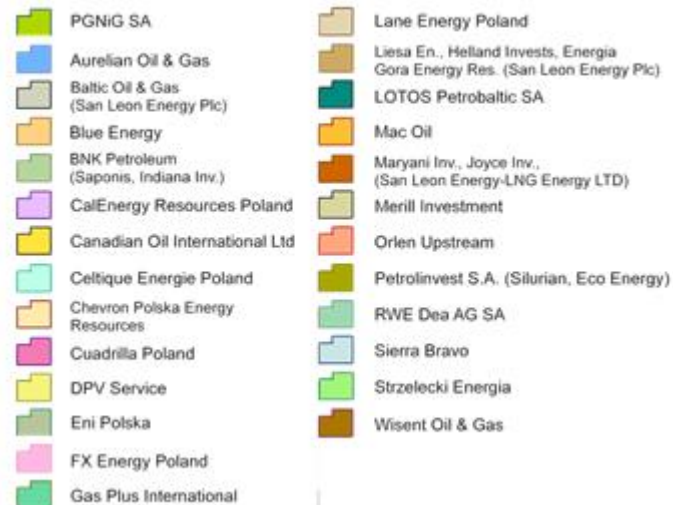 PGNiG SA
Aurelian Oil & Gas
Baltic Oil & Gas
(San Leon Energy Plc)
Blue Energy
BNK Petroleum
(Saponis, Indiana Inv.)
CalEnergy Resources Poland
Canadian Oil International Ltd
Celtique Energie Poland
Chevron Polska Energy
Resources
Cuadrilla Poland
DPV Service
Eni Polska
FX Energy Poland
Gas Plus International
Lane Energy Poland
Liesa En., Helland Invests, Energia
Gora Energy Res. (San Leon Energy Plc)
LOTOS Petrobaltic SA
Mac Oil
Maryani Inv., Joyce Inv.,
(San Leon Energy-LNG Energy LTD)
Merill Investment
Orlen Upstream
Petrolinvest S.A. (Silurian, Eco Energy)
RWE Dea AG SA
Sierra Bravo
Strzelecki Energia
Wisent Oil & Gas